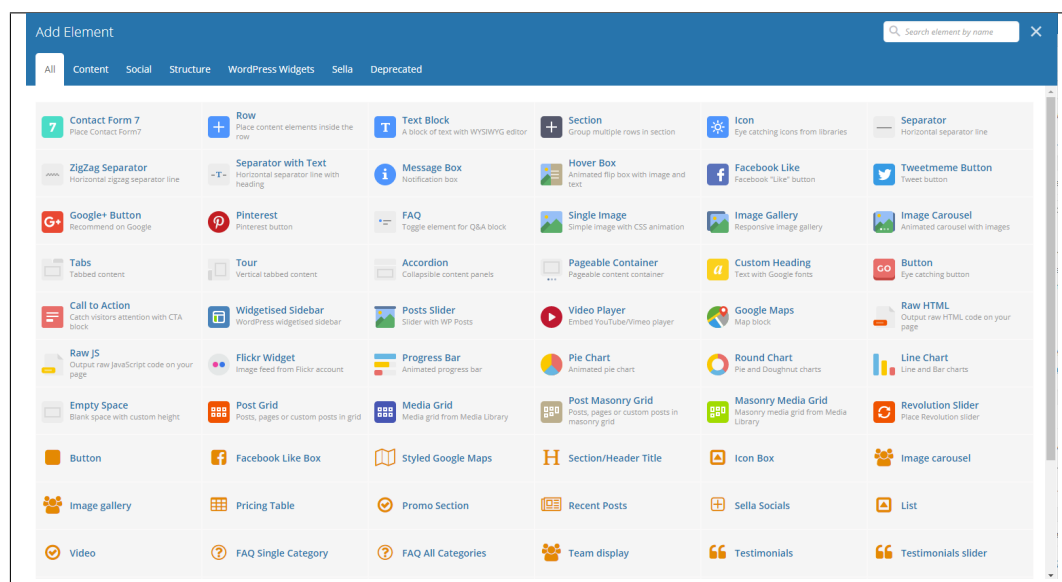 Add Element
Search element by name
All Content Social Structure WordPress Widgets Sella Deprecated
7
Contact Form 7
Place Contact Form7
Row
Place content elements inside the
row
T
Text Block
A block of text with WYSIWYG editor
Section
Group multiple rows in section
Icon
Eye catching icons from libraries
Separator
Horizontal separator line
ZigZag Separator
Horizontal zigzag separator line
-T-
Separator with Text
Horizontal separator line with
heading
i
Message Box
Notification box
Hover Box
Animated flip box with image and
text
f
Facebook Like
Facebook "Like" button
Tweetmeme Button
Tweet button
G+
Google+ Button
Recommend on Google
Pinterest
Pinterest button
FAQ
Toggle element for Q&A block
Single Image
Simple image with CSS animation
Image Gallery
Responsive image gallery
Image Carousel
Animated carousel with images
Tabs
Tabbed content
Tour
Vertical tabbed content
Accordion
Collapsible content panels
Pageable Container
Pageable content container
a
Custom Heading
Text with Google fonts
GO
Button
Eye catching button
Call to Action
Catch visitors attention with CTA
block
Widgetised Sidebar
WordPress widgetised sidebar
Posts Slider
Slider with WP Posts
Video Player
Embed YouTube/Vimeo player
Google Maps
Map block
Raw HTML
Output raw HTML code on your
page
Raw JS
Output raw JavaScript code on your
page
Flickr Widget
Image feed from Flickr account
Progress Bar
Animated progress bar
Pie Chart
Animated pie chart
Round Chart
Pie and Doughnut charts
Line Chart
Line and Bar charts
Empty Space
Blank space with custom height
Post Grid
Posts, pages or custom posts in grid
Media Grid
Media grid from Media Library
Post Masonry Grid
Posts, pages or custom posts in
masonry grid
Masonry Media Grid
Masonry media grid from Media
Library
Revolution Slider
Place Revolution slider
Button
f
Facebook Like Box
Styled Google Maps
H
Section/Header Title
Icon Box
Image carousel
Image gallery
Pricing Table
Promo Section
Recent Posts
Sella Socials
List
Video
?
FAQ Single Category
?
FAQ All Categories
Team display
Testimonials
Testimonials slider